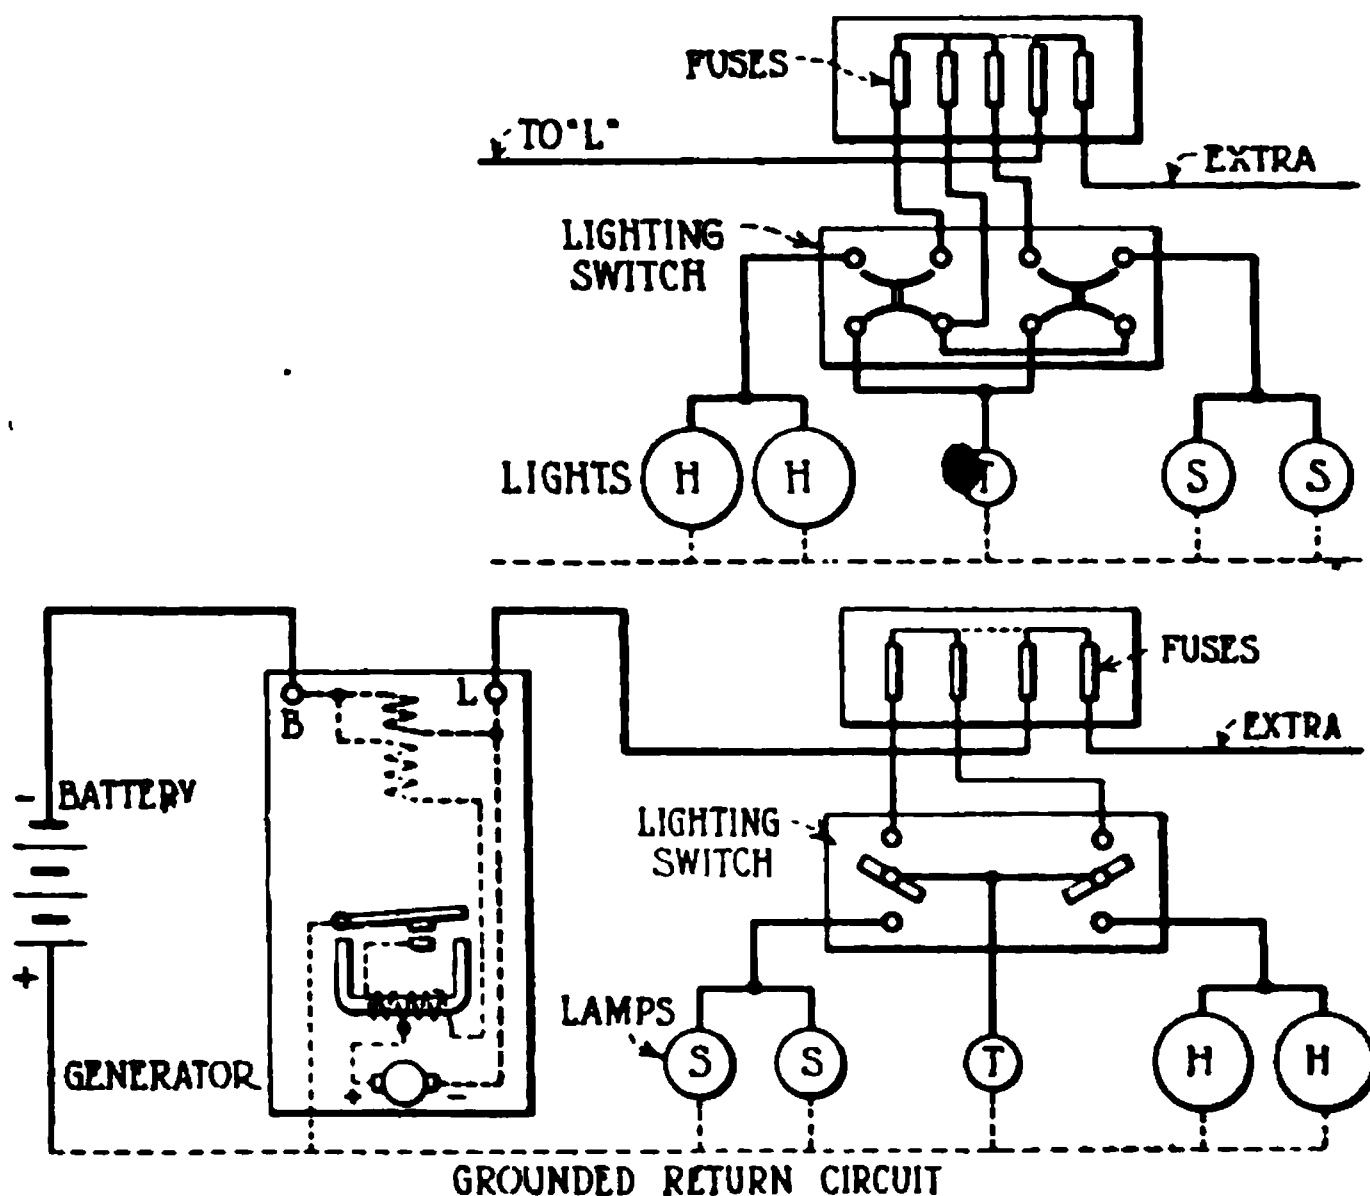 FUSES
TO "L"
EXTRA
LIGHTING
SWITCH
LIGHTS
H
H
T
S
S
B
L
FUSES
EXTRA
- BATTERY
+
LIGHTING
SWITCH
LAMPS
S
S
T
H
H
GENERATOR
+
-
GROUNDED RETURN CIRCUIT